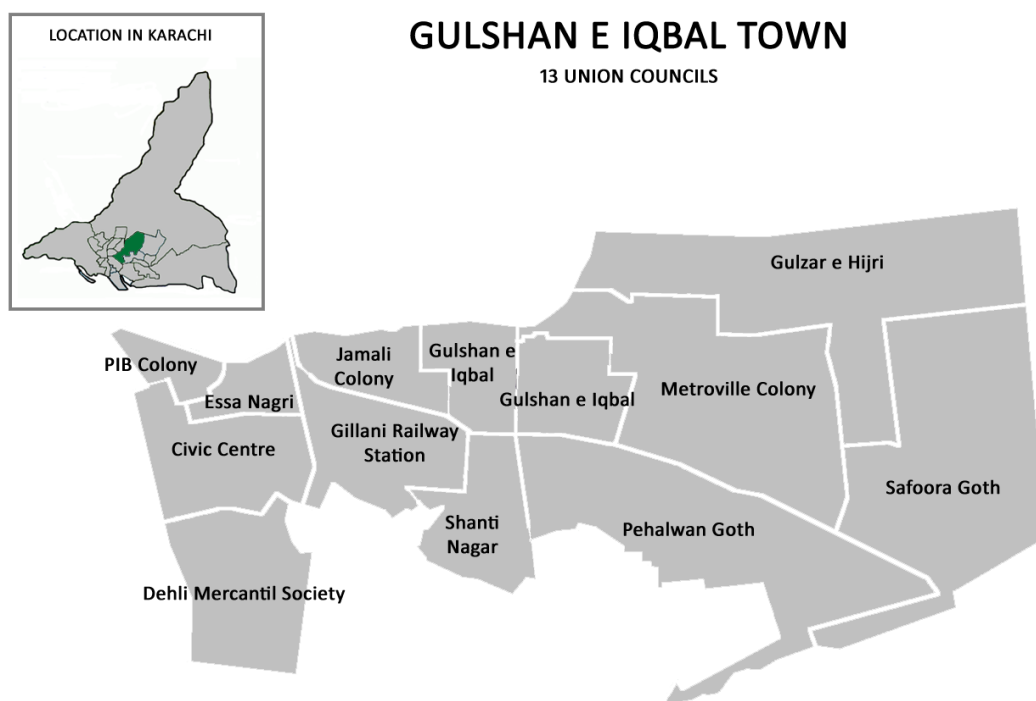 LOCATION IN KARACHI
GULSHAN E IQBAL TOWN
13 UNION COUNCILS
Gulzar e Hijri
PIB Colony
Jamali
Colony
Gulshan e
Iqbal
Gulshan e Iqbal
Metroville Colony
Essa Nagri
Civic Centre
Gillani Railway
Station
Safoora Goth
Shanti
Nagar
Pehalwan Goth
Dehli Mercantil Society